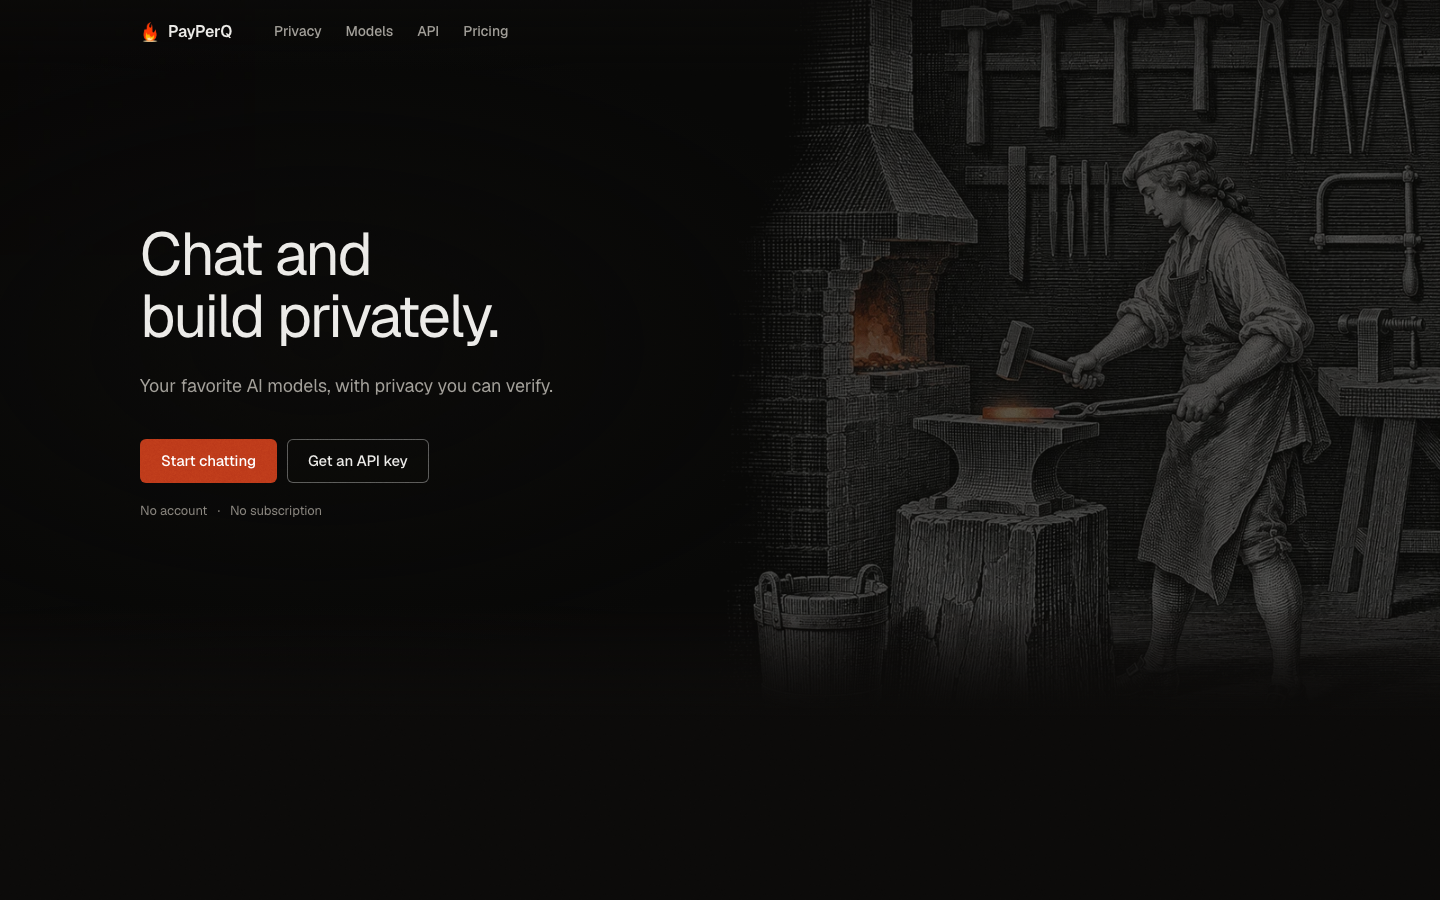 PayPerQ
Privacy
Models
API
Pricing
Chat and
build privately.
Your favorite AI models, with privacy you can verify.
Start chatting
Get an API key
No account · No subscription